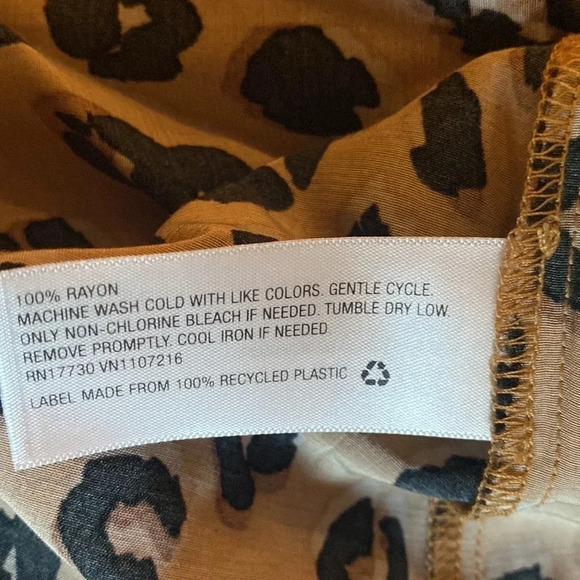 100% RAYON
MACHINE WASH COLD WITH LIKE COLORS. GENTLE CYCLE.
ONLY NON-CHLORINE BLEACH IF NEEDED. TUMBLE DRY LOW.
REMOVE PROMPTLY. COOL IRON IF NEEDED
RN17730 VN1107216
LABEL MADE FROM 100% RECYCLED PLASTIC